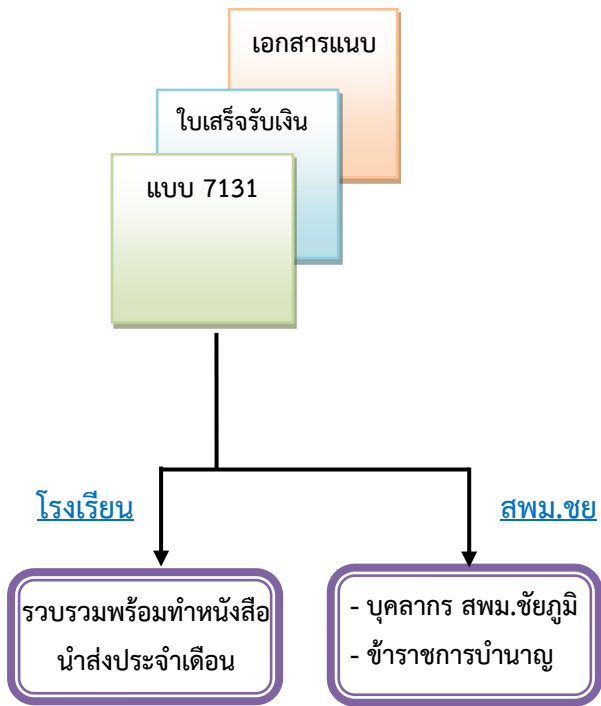 เอกสารแนบ
ใบเสร็จรับเงิน
แบบ 7131
โรงเรียน
สพม.ชย
รวบรวมพร้อมทำหนังสือ
นำส่งประจำเดือน
- บุคลากร สพม.ชัยภูมิ
- ข้าราชการบำนาญ